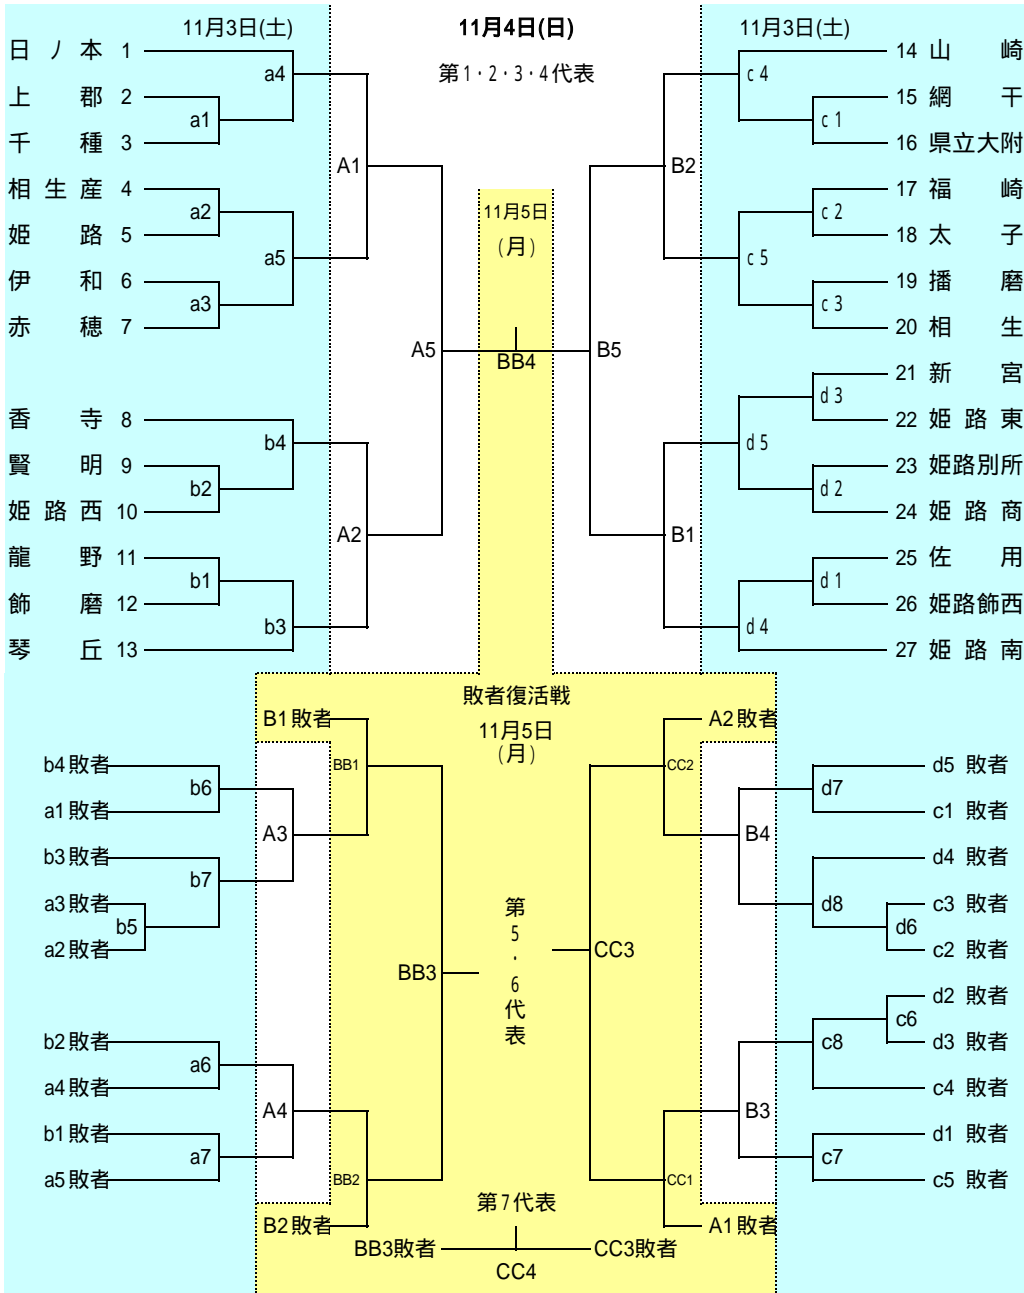 11月3日(土)
11月4日(日)
11月3日(土)
第1・2・3・4代表
日ノ本 1
上郡 2
千種 3
相生産 4
姫路 5
伊和 6
赤穂 7
香寺 8
賢明 9
姫路西 10
龍野 11
飾磨 12
琴丘 13
a4
a1
a2
a5
a3
b4
b2
b1
b3
A1
A2
A5
11月5日
(月)
BB4
B5
B2
B1
c4
c1
c2
c5
c3
d3
d5
d2
d1
d4
14 山崎
15 網干
16 県立大附
17 福崎
18 太子
19 播磨
20 相生
21 新宮
22 姫路東
23 姫路別所
24 姫路商
25 佐用
26 姫路飾西
27 姫路南
敗者復活戦
11月5日
(月)
B1敗者
BB1
b4敗者
a1敗者
b6
A3
b3敗者
a3敗者
a2敗者
b5
b7
b2敗者
a4敗者
a6
A4
b1敗者
a5敗者
a7
BB2
B2敗者
BB3
第
5
・
6
代
表
CC3
A2敗者
CC2
d5 敗者
c1 敗者
d7
B4
d4 敗者
c3 敗者
c2 敗者
d6
d8
d2 敗者
d3 敗者
c6
c8
c4 敗者
B3
d1 敗者
c5 敗者
c7
CC1
A1敗者
第7代表
BB3敗者
CC3敗者
CC4